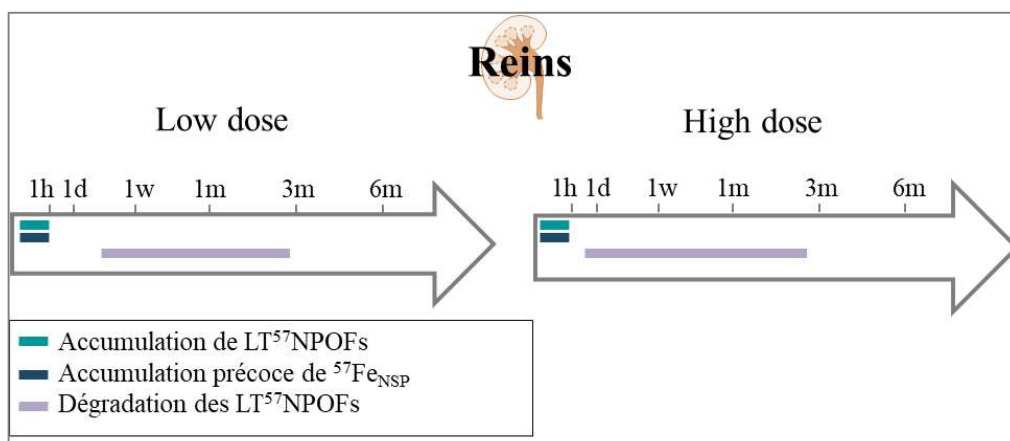 Reins
Low dose
High dose
1h 1d 1w 1m 3m 6m
1h 1d 1w 1m 3m 6m
Accumulation de LT⁵⁷NPOFs
Accumulation précoce de ⁵⁷Fe_NSP
Dégradation des LT⁵⁷NPOFs